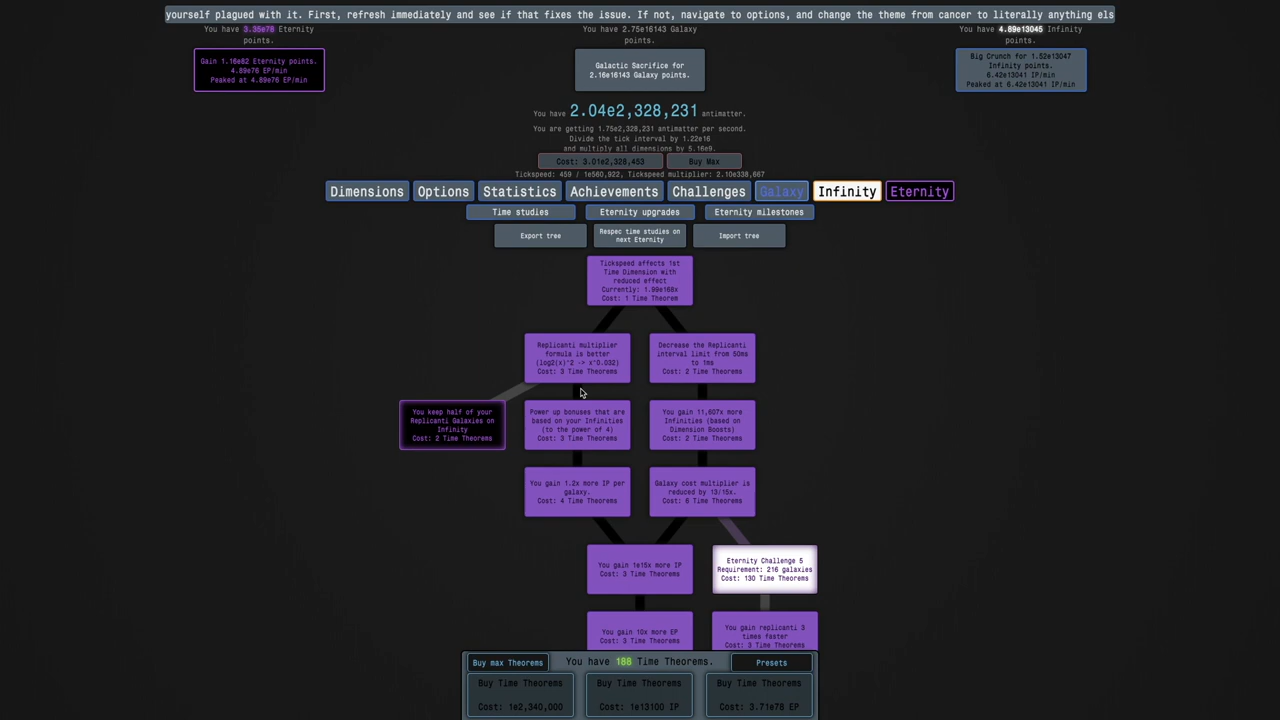 yourself plagued with it. First, refresh immediately and see if that fixes the issue. If not, navigate to options, and change the theme from cancer to literally anything els
You have 3.35e78 Eternity
points.
You have 2.75e16143 Galaxy
points.
You have 4.89e13045 Infinity
points.
Gain 1.16e82 Eternity points.
4.89e76 EP/min
Peaked at 4.89e76 EP/min
Galactic Sacrifice for
2.16e16143 Galaxy points.
Big Crunch for 1.52e13047
Infinity points.
6.42e13041 IP/min
Peaked at 6.42e13041 IP/min
You have 2.04e2,328,231 antimatter.
You are getting 1.75e2,328,231 antimatter per second.
Divide the tick interval by 1.22e16
and multiply all dimensions by 5.16e9.
Cost: 3.01e2,328,453
Buy Max
Tickspeed: 459 / 1e560,922, Tickspeed multiplier: 2.10e338,667
Dimensions Options Statistics Achievements Challenges Galaxy Infinity Eternity
Time studies Eternity upgrades Eternity milestones
Export tree
Respec time studies on
next Eternity
Import tree
Tickspeed affects 1st
Time Dimension with
reduced effect
Currently: 1.99e168x
Cost: 1 Time Theorem
Replicanti multiplier
formula is better
(log2(x)^2 -> x^0.032)
Cost: 3 Time Theorems
Decrease the Replicanti
interval limit from 50ms
to 1ms
Cost: 2 Time Theorems
You keep half of your
Replicanti Galaxies on
Infinity
Cost: 2 Time Theorems
Power up bonuses that are
based on your Infinities
(to the power of 4)
Cost: 3 Time Theorems
You gain 11,607x more
Infinities (based on
Dimension Boosts)
Cost: 2 Time Theorems
You gain 1.2x more IP per
galaxy.
Cost: 4 Time Theorems
Galaxy cost multiplier is
reduced by 13/15x.
Cost: 6 Time Theorems
You gain 1e15x more IP
Cost: 3 Time Theorems
Eternity Challenge 5
Requirement: 216 galaxies
Cost: 130 Time Theorems
You gain 10x more EP
Cost: 3 Time Theorems
You gain replicanti 3
times faster
Cost: 3 Time Theorems
Buy max Theorems
You have 188 Time Theorems.
Presets
Buy Time Theorems
Cost: 1e2,340,000
Buy Time Theorems
Cost: 1e13100 IP
Buy Time Theorems
Cost: 3.71e78 EP